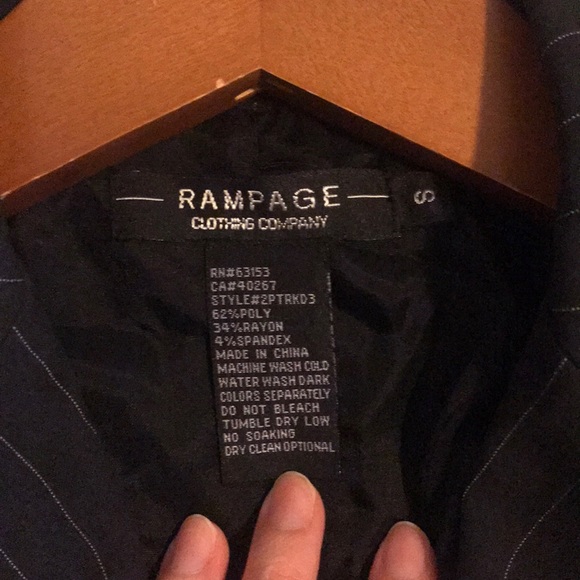 RAMPAGE
CLOTHING COMPANY
S
RN#63153
CA#40267
STYLE#2PTRKD3
62%POLY
34%RAYON
4%SPANDEX
MADE IN CHINA
MACHINE WASH COLD
WATER WASH DARK
COLORS SEPARATELY
DO NOT BLEACH
TUMBLE DRY LOW
NO SOAKING
DRY CLEAN OPTIONAL